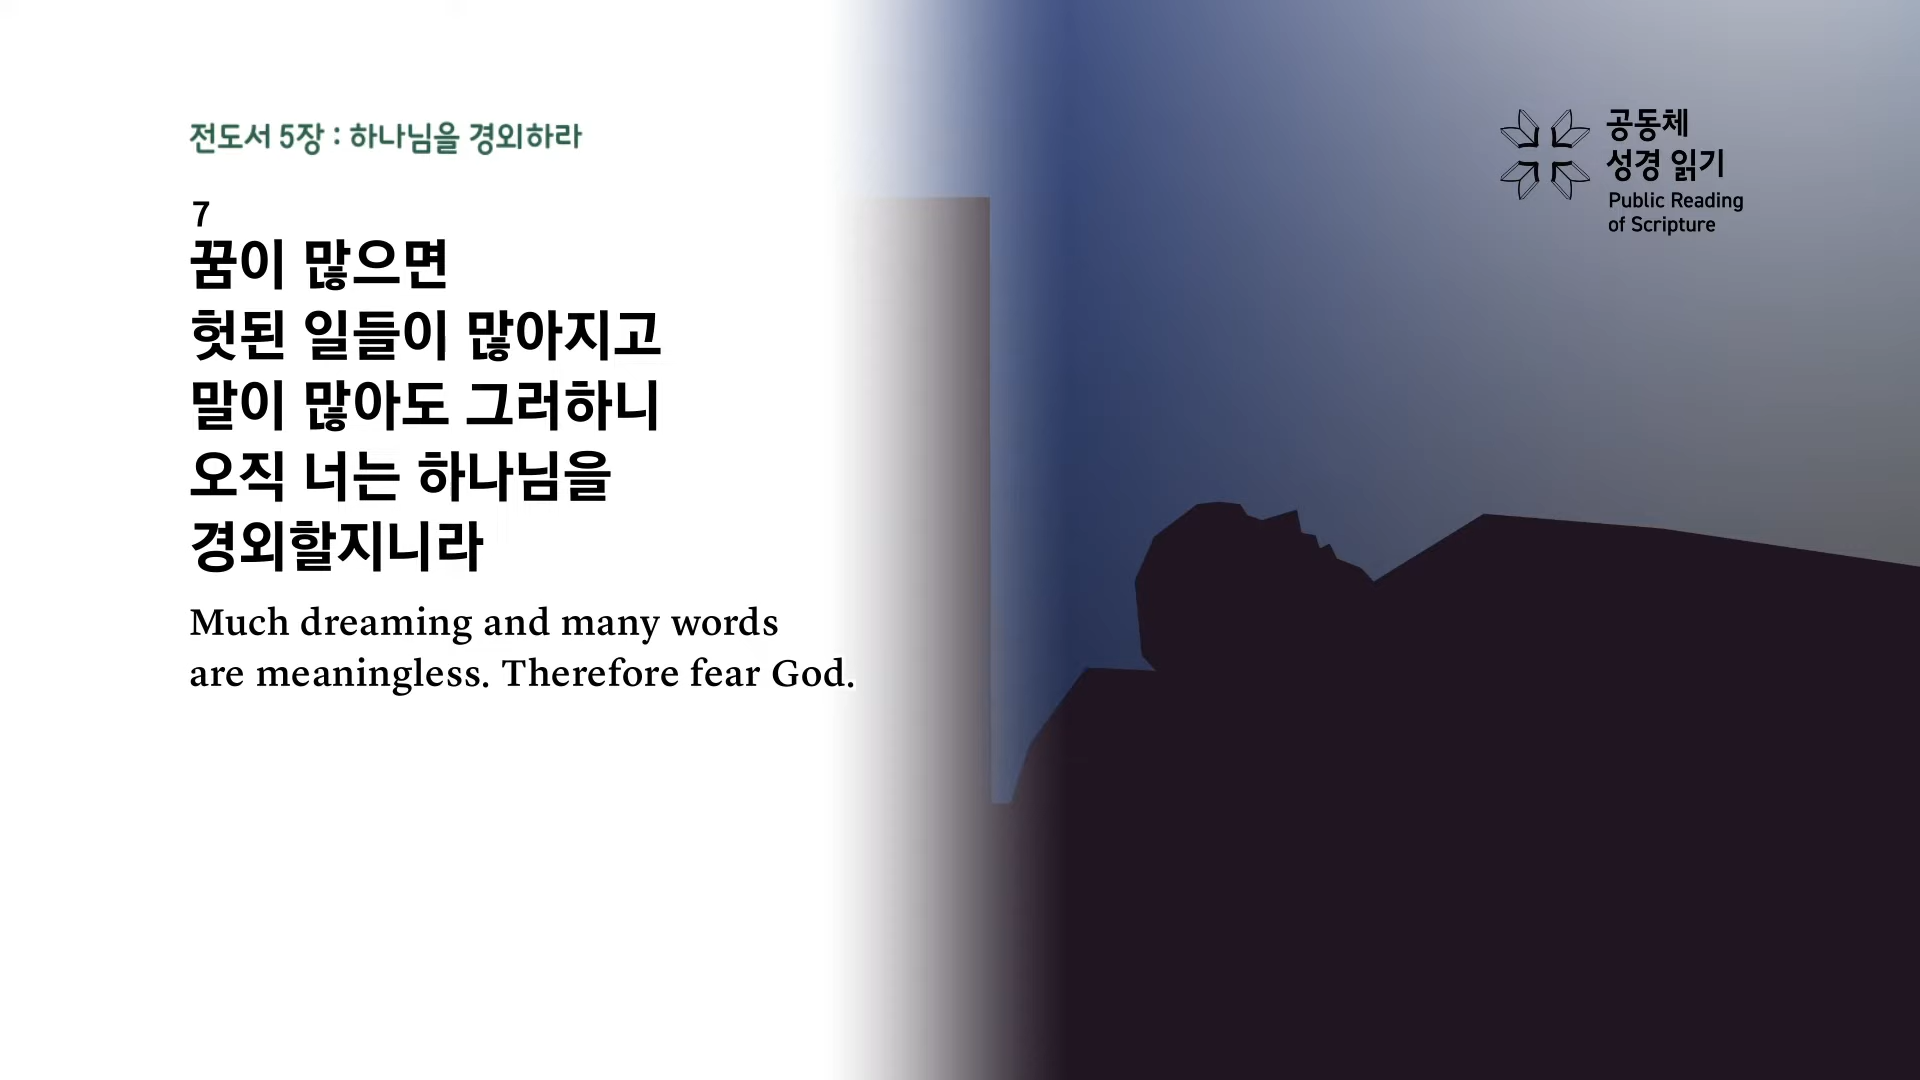 전도서 5장 : 하나님을 경외하라
7
꿈이 많으면
헛된 일들이 많아지고
말이 많아도 그러하니
오직 너는 하나님을
경외할지니라
Much dreaming and many words
are meaningless. Therefore fear God.
공동체
성경 읽기
Public Reading
of Scripture